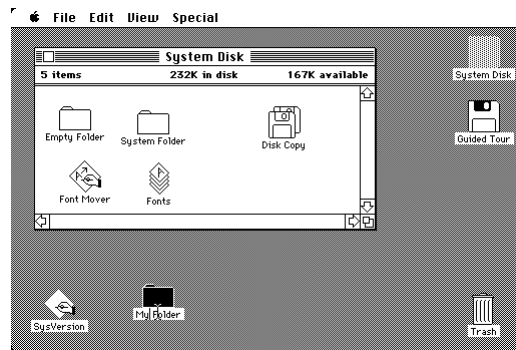 File Edit View Special
System Disk
5 items 232K in disk 167K available
Empty Folder
System Folder
Disk Copy
Font Mover
Fonts
System Disk
Guided Tour
SysVersion
My Folder
Trash